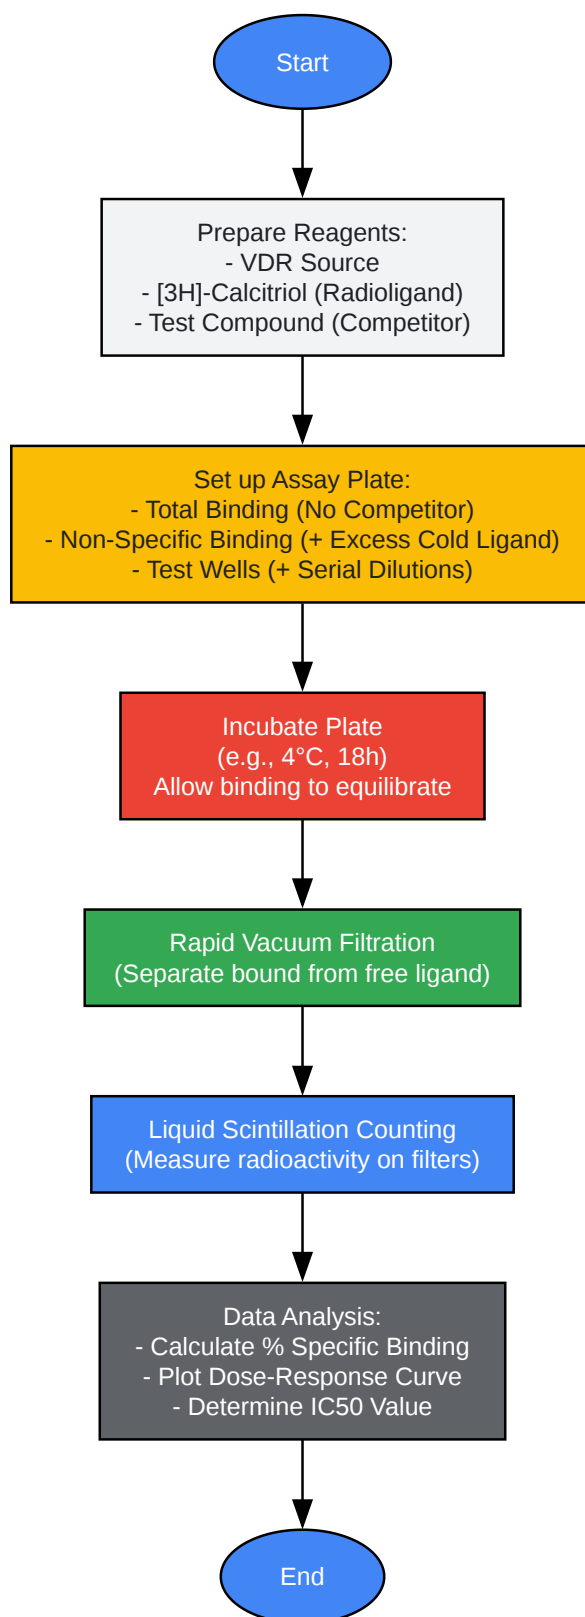 Start
Prepare Reagents:
- VDR Source
- [3H]-Calcitriol (Radioligand)
- Test Compound (Competitor)
Set up Assay Plate:
- Total Binding (No Competitor)
- Non-Specific Binding (+ Excess Cold Ligand)
- Test Wells (+ Serial Dilutions)
Incubate Plate
(e.g., 4°C, 18h)
Allow binding to equilibrate
Rapid Vacuum Filtration
(Separate bound from free ligand)
Liquid Scintillation Counting
(Measure radioactivity on filters)
Data Analysis:
- Calculate % Specific Binding
- Plot Dose-Response Curve
- Determine IC50 Value
End